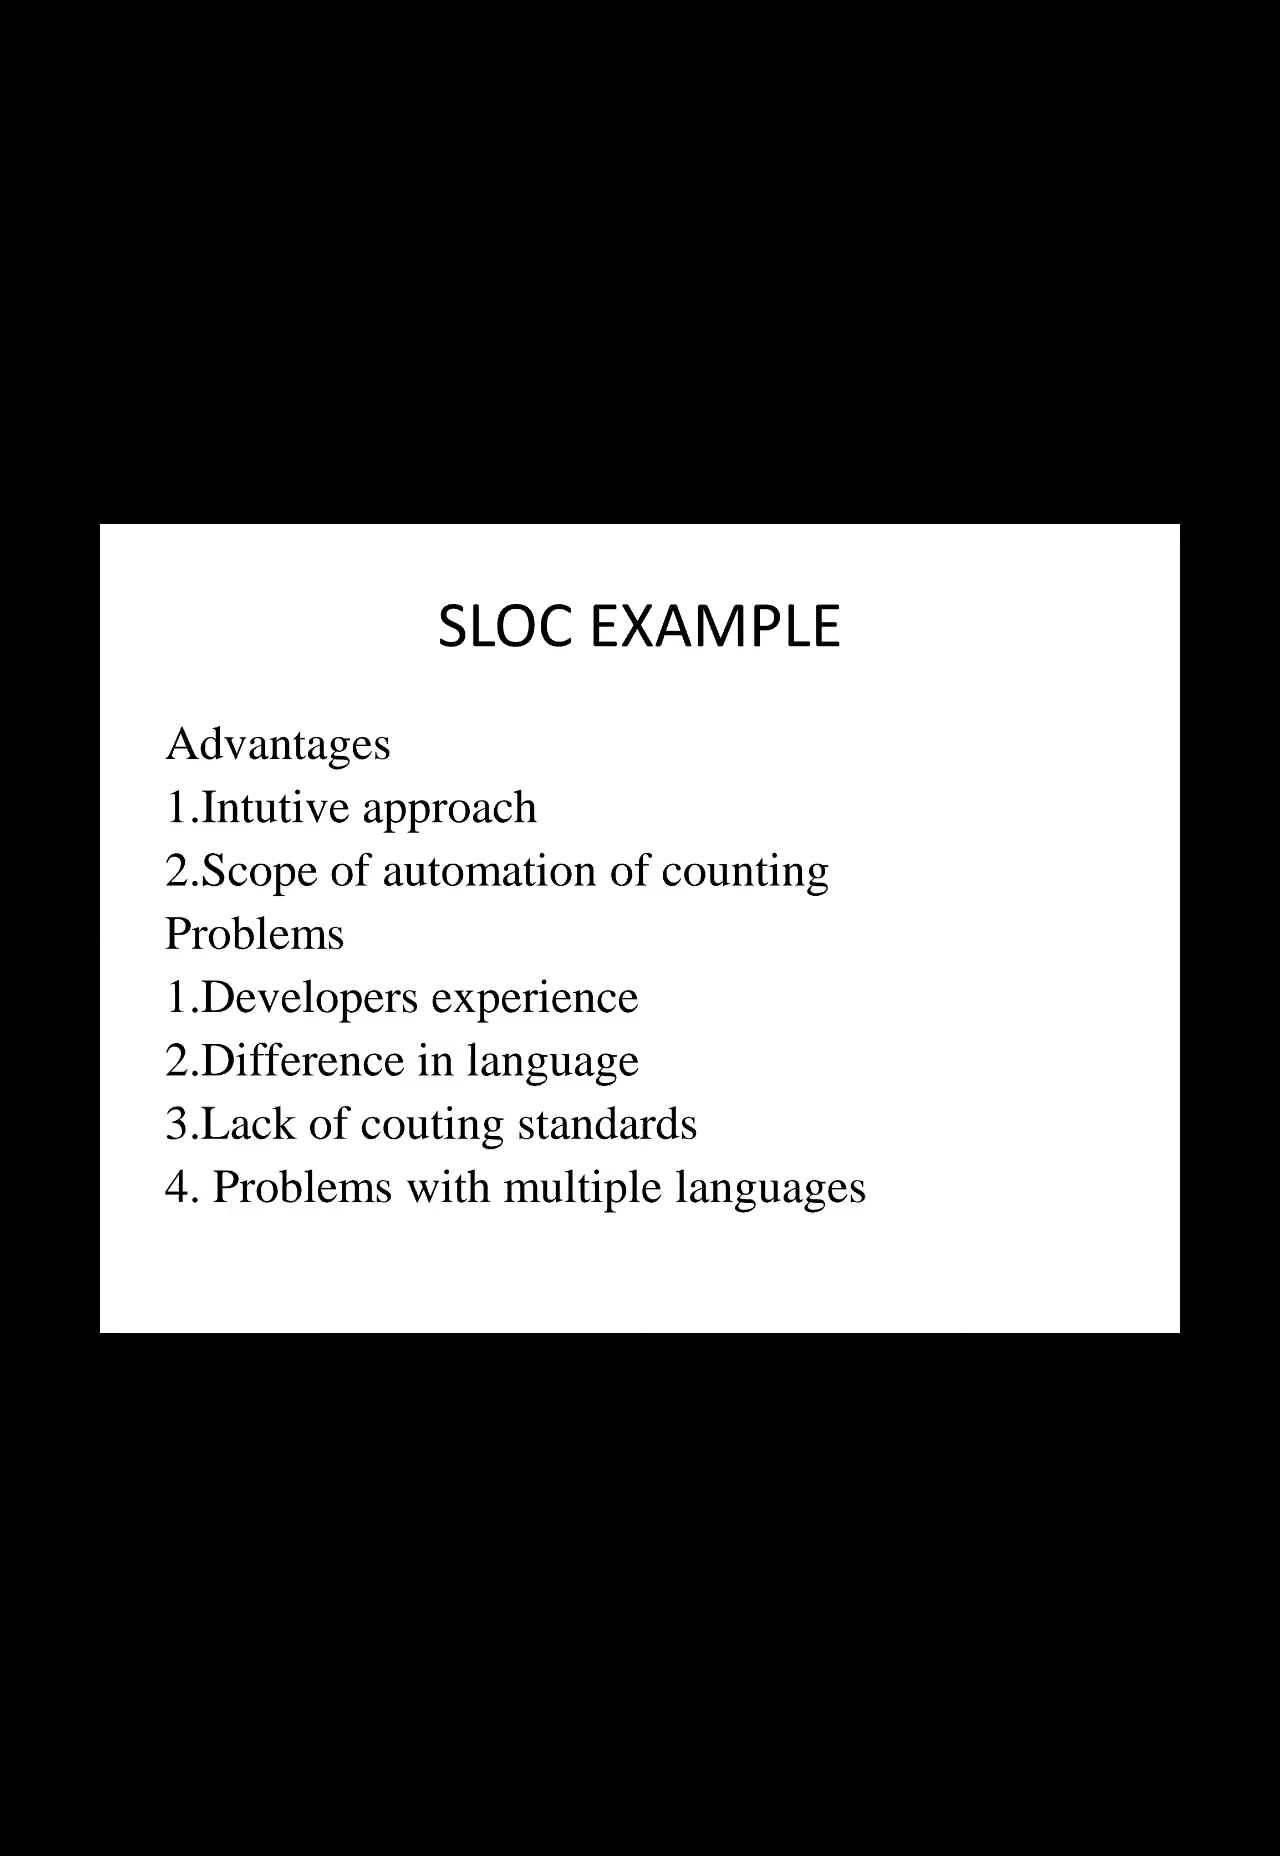 SLOC EXAMPLE
Advantages
1.Intutive approach
2.Scope of automation of counting
Problems
1.Developers experience
2.Difference in language
3.Lack of couting standards
4. Problems with multiple languages